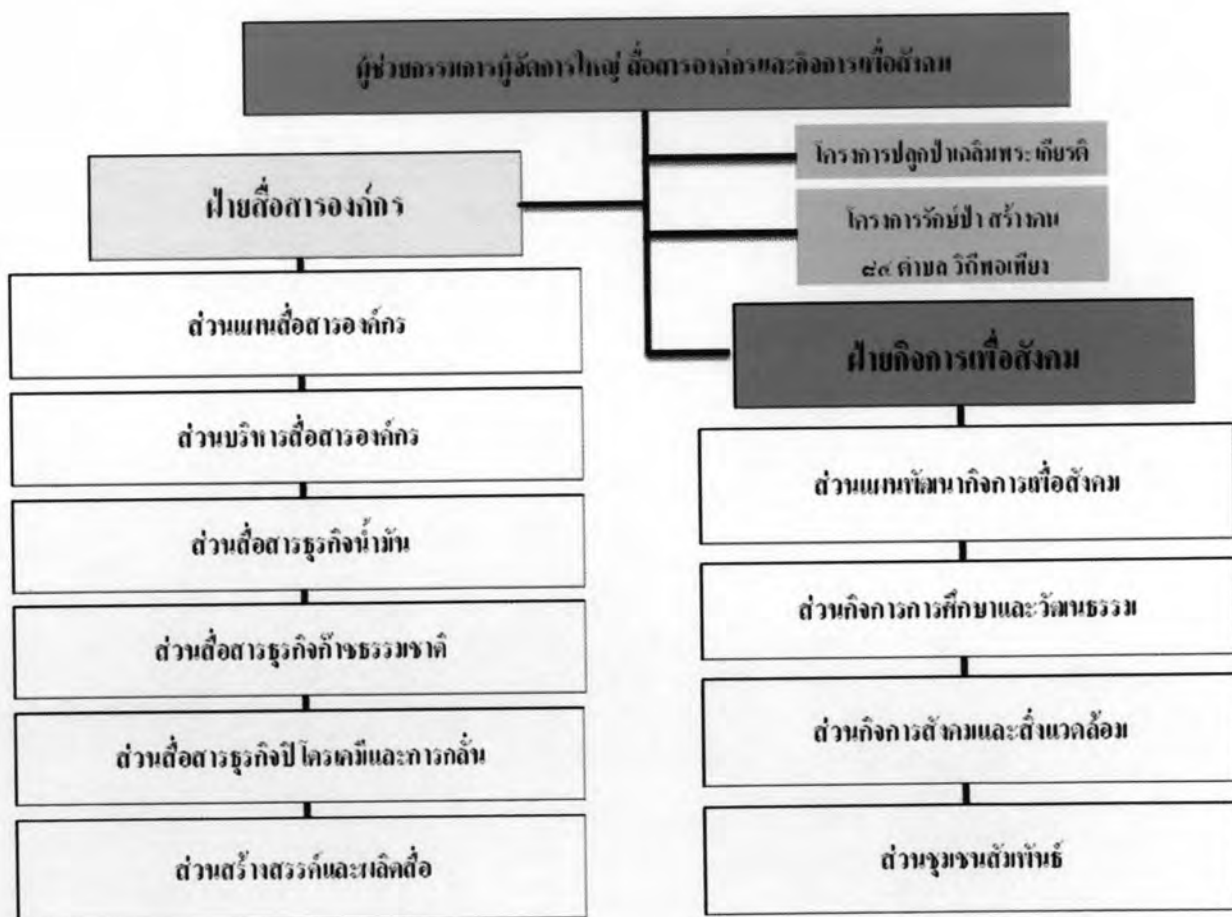 ผู้ช่วยกรรมการผู้จัดการใหญ่ สื่อสารองค์กรและกิจการเพื่อสังคม
โครงการปลูกป่าเฉลิมพระเกียรติ
ฝ่ายสื่อสารองค์กร
โครงการรักษ์ป่า สร้างคน
๘๔ ตำบล วิถีพอเพียง
ส่วนแผนสื่อสารองค์กร
ส่วนบริหารสื่อสารองค์กร
ส่วนสื่อสารธุรกิจน้ำมัน
ส่วนสื่อสารธุรกิจก๊าซธรรมชาติ
ส่วนสื่อสารธุรกิจปิโตรเคมีและการกลั่น
ส่วนสร้างสรรค์และผลิตสื่อ
ฝ่ายกิจการเพื่อสังคม
ส่วนแผนพัฒนากิจการเพื่อสังคม
ส่วนกิจการการศึกษาและวัฒนธรรม
ส่วนกิจการสังคมและสิ่งแวดล้อม
ส่วนชุมชนสัมพันธ์